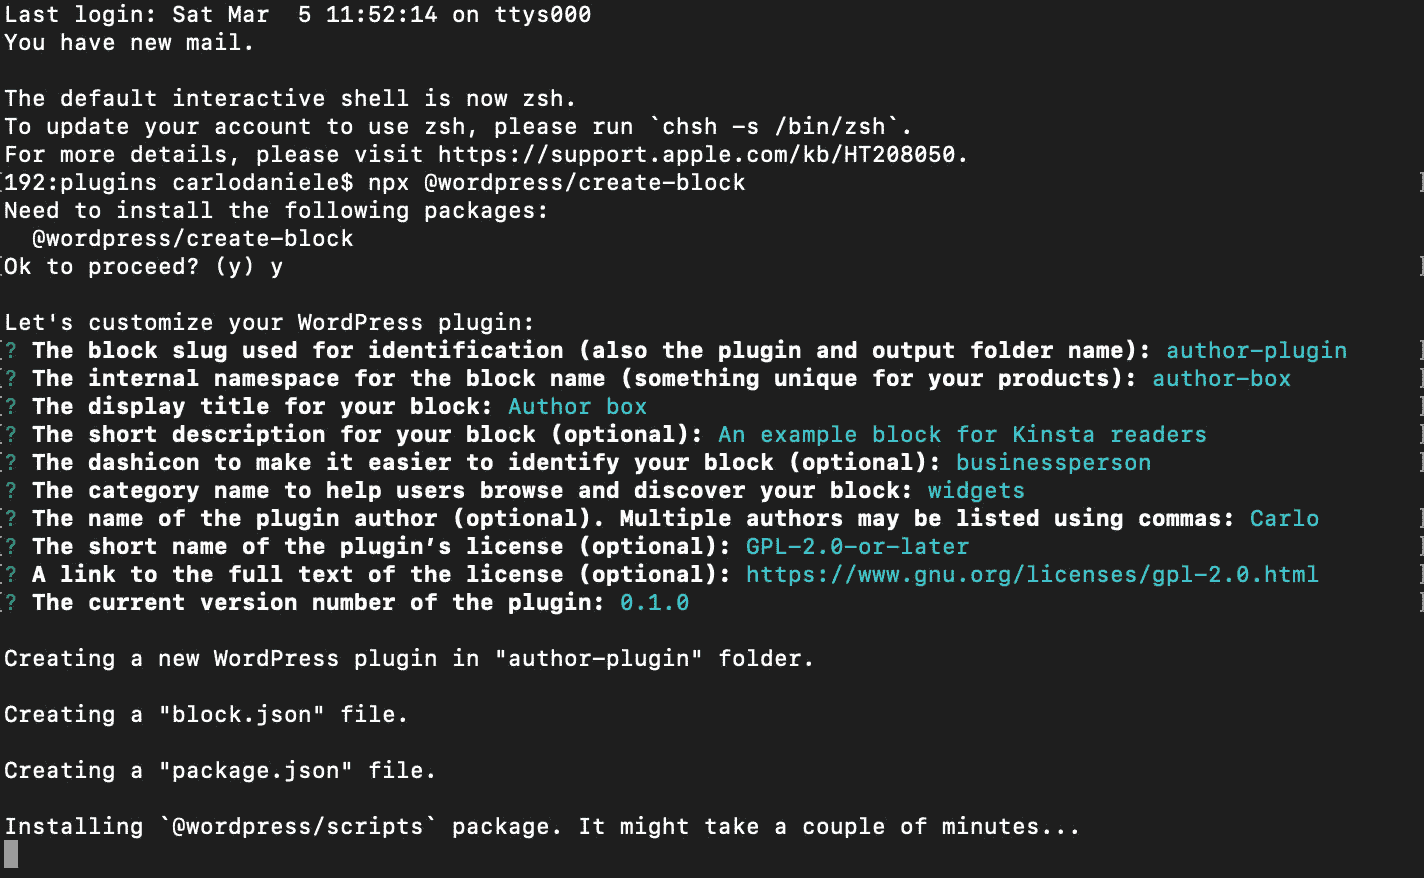 Last login: Sat Mar  5 11:52:14 on ttys000
You have new mail.

The default interactive shell is now zsh.
To update your account to use zsh, please run `chsh -s /bin/zsh`.
For more details, please visit https://support.apple.com/kb/HT208050.
[192:plugins carlodaniele$ npx @wordpress/create-block ]
Need to install the following packages:
  @wordpress/create-block
[Ok to proceed? (y) y ]

Let's customize your WordPress plugin:
[? The block slug used for identification (also the plugin and output folder name): author-plugin ]
[? The internal namespace for the block name (something unique for your products): author-box ]
[? The display title for your block: Author box ]
[? The short description for your block (optional): An example block for Kinsta readers ]
[? The dashicon to make it easier to identify your block (optional): businessperson ]
[? The category name to help users browse and discover your block: widgets ]
[? The name of the plugin author (optional). Multiple authors may be listed using commas: Carlo ]
[? The short name of the plugin’s license (optional): GPL-2.0-or-later ]
[? A link to the full text of the license (optional): https://www.gnu.org/licenses/gpl-2.0.html ]
[? The current version number of the plugin: 0.1.0 ]

Creating a new WordPress plugin in "author-plugin" folder.

Creating a "block.json" file.

Creating a "package.json" file.

Installing `@wordpress/scripts` package. It might take a couple of minutes...